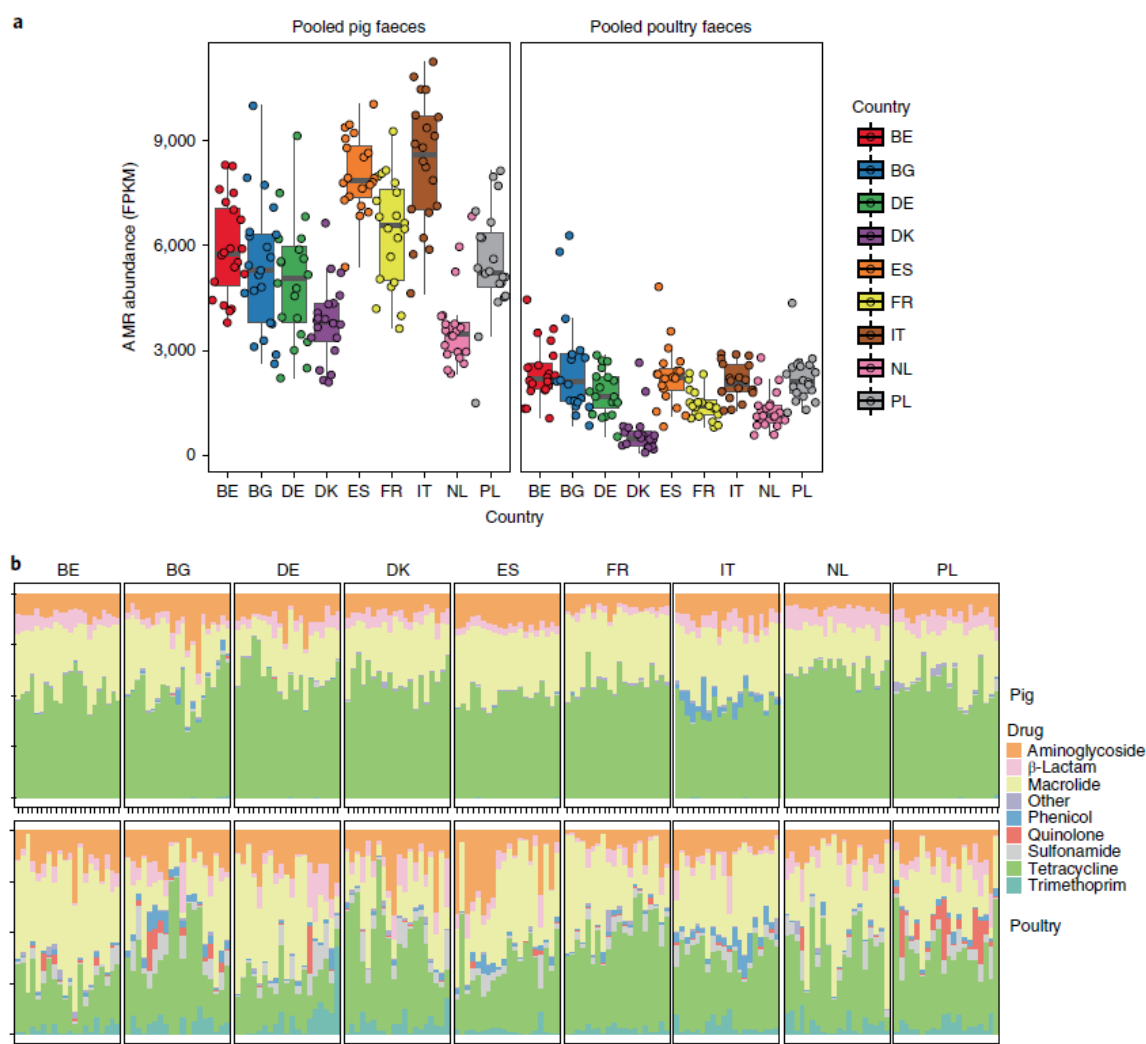 a
Pooled pig faeces
Pooled poultry faeces
AMR abundance (FPKM)
9,000
6,000
3,000
0
BE BG DE DK ES FR IT NL PL
BE BG DE DK ES FR IT NL PL
Country
Country
BE
BG
DE
DK
ES
FR
IT
NL
PL
b
BE BG DE DK ES FR IT NL PL
Pig
Drug
Aminoglycoside
β-Lactam
Macrolide
Other
Phenicol
Quinolone
Sulfonamide
Tetracycline
Trimethoprim
Poultry